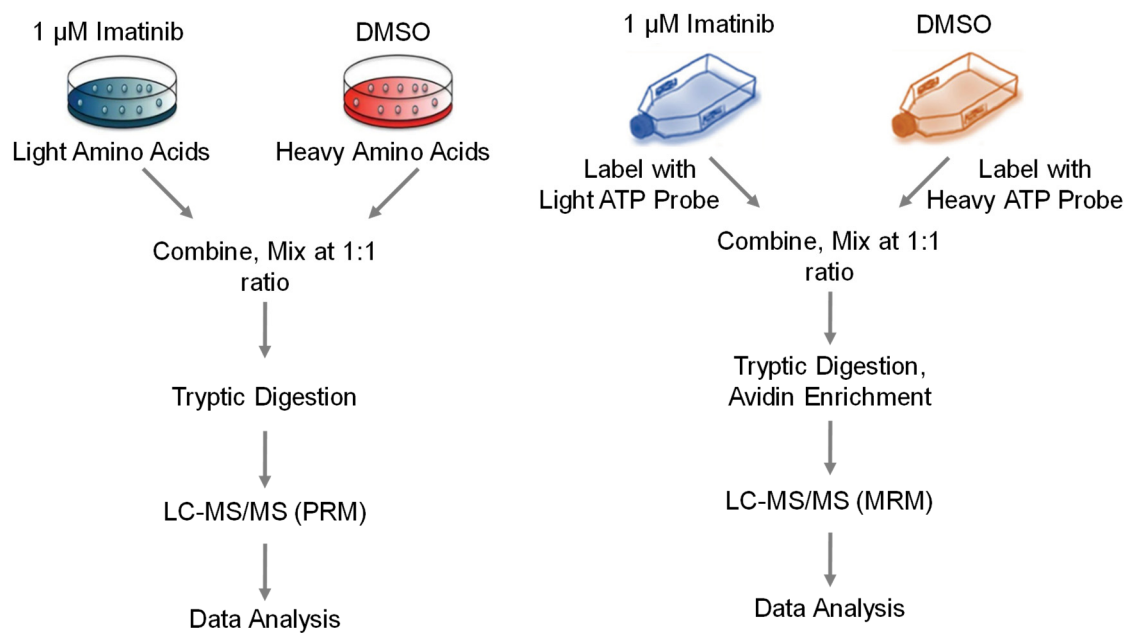 1 µM Imatinib
DMSO
Light Amino Acids
Heavy Amino Acids
Combine, Mix at 1:1
ratio
Tryptic Digestion
LC-MS/MS (PRM)
Data Analysis
1 µM Imatinib
DMSO
Label with
Light ATP Probe
Label with
Heavy ATP Probe
Combine, Mix at 1:1
ratio
Tryptic Digestion,
Avidin Enrichment
LC-MS/MS (MRM)
Data Analysis